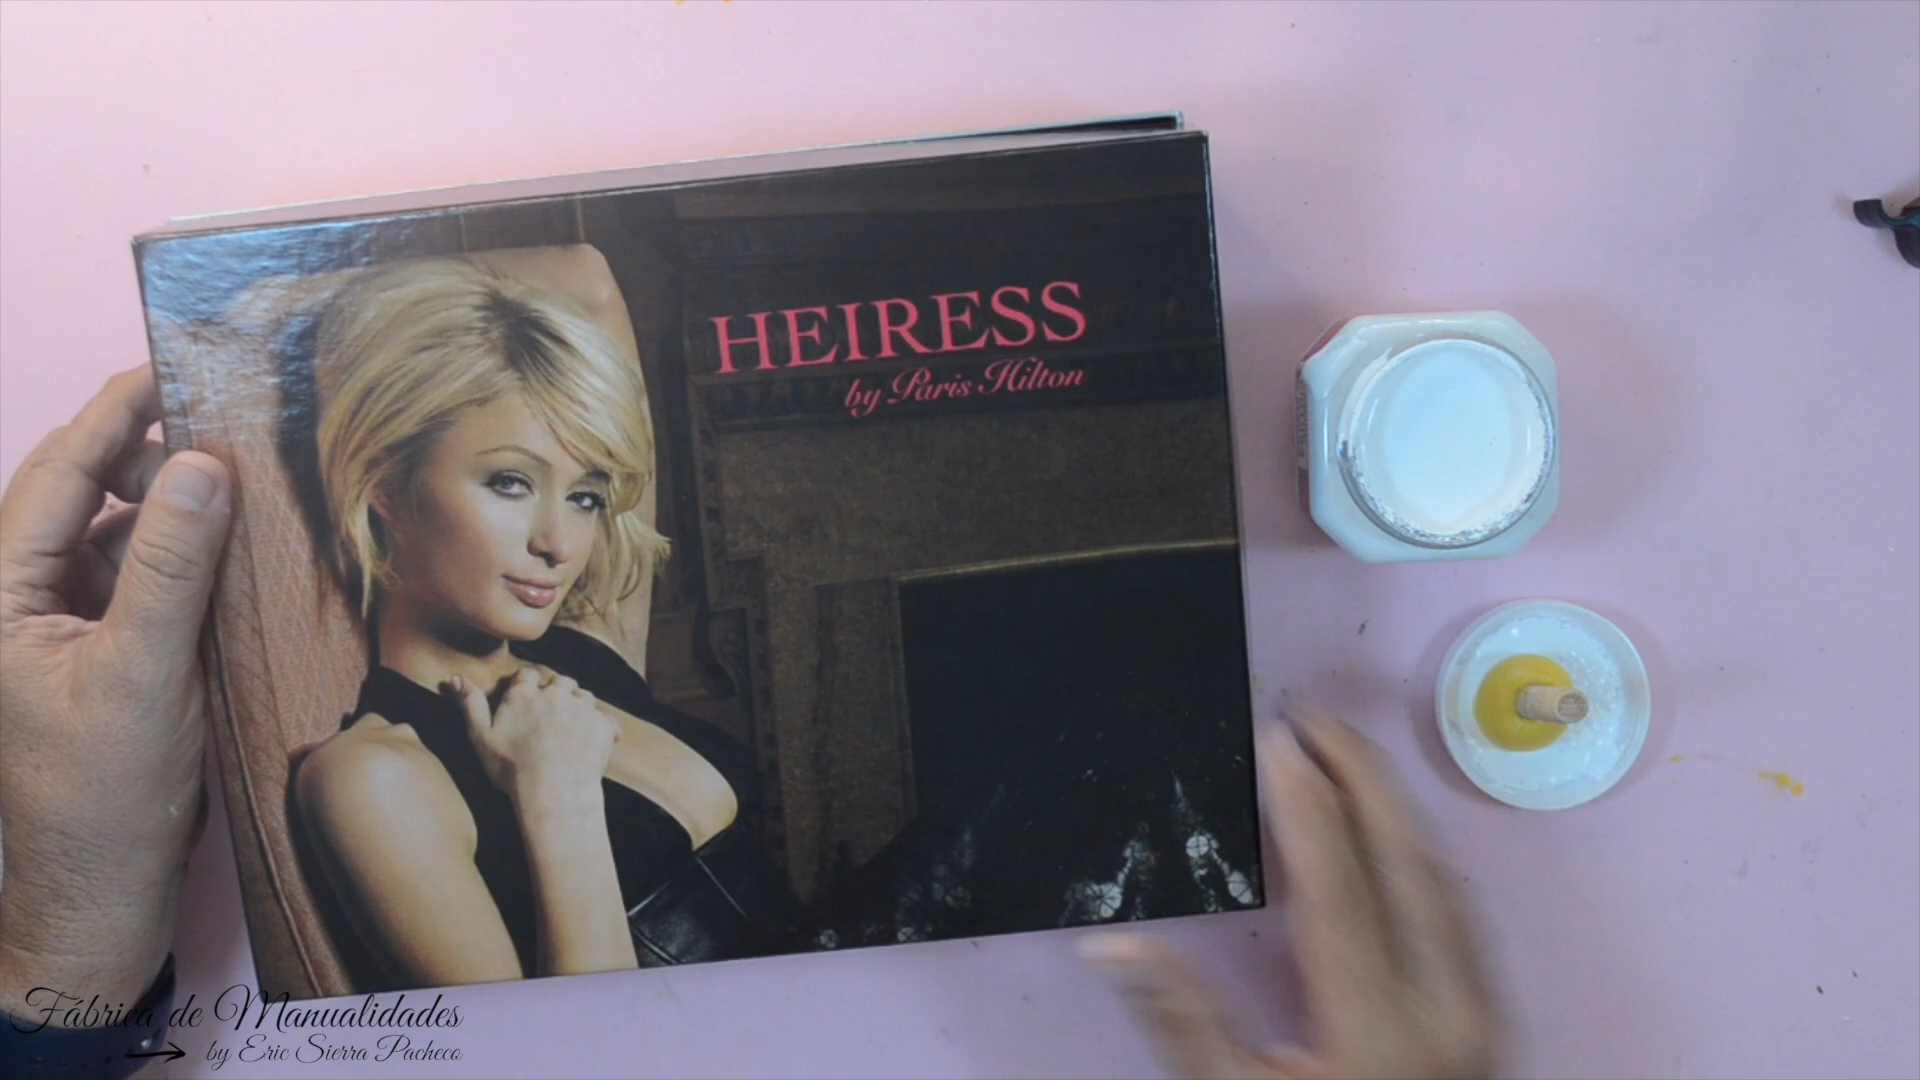 HEIRESS
by Paris Hilton
Fábrica de Manualidades
by Eric Sierra Pacheco